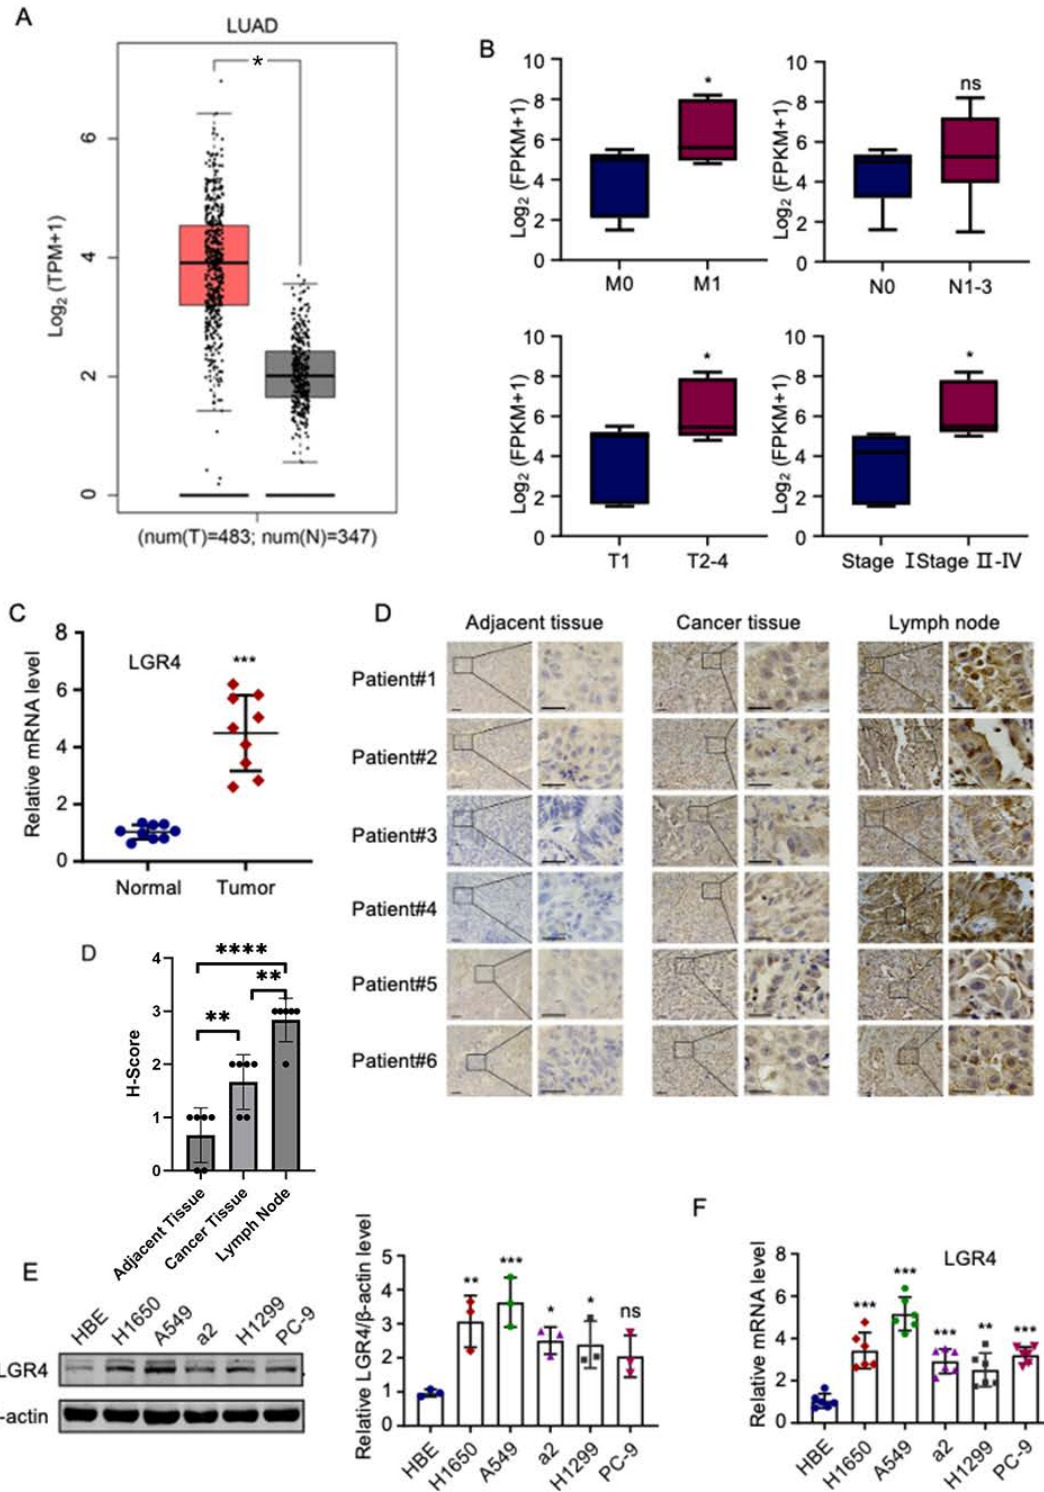 A
LUAD
*
6
4
2
0
Log2 (TPM+1)
(num(T)=483; num(N)=347)
B
Log2 (FPKM+1)
10
8
6
4
2
0
*
M0 M1
Log2 (FPKM+1)
10
8
6
4
2
0
ns
N0 N1-3
Log2 (FPKM+1)
10
8
6
4
2
0
*
T1 T2-4
Log2 (FPKM+1)
10
8
6
4
2
0
*
Stage I Stage II-IV
C
Relative mRNA level
8
6
4
2
0
LGR4
***
Normal Tumor
D
Adjacent tissue Cancer tissue Lymph node
Patient#1
Patient#2
Patient#3
Patient#4
Patient#5
Patient#6
D
H-Score
4
3
2
1
0
****
**
**
Adjacent Tissue
Cancer Tissue
Lymph Node
E
HBE H1650 A549 a2 H1299 PC-9
LGR4
-actin
Relative LGR4/β-actin level
5
4
3
2
1
0
** *** * * ns
HBE H1650 A549 a2 H1299 PC-9
F
LGR4
Relative mRNA level
8
6
4
2
0
*** *** *** ** ***
HBE H1650 A549 a2 H1299 PC-9